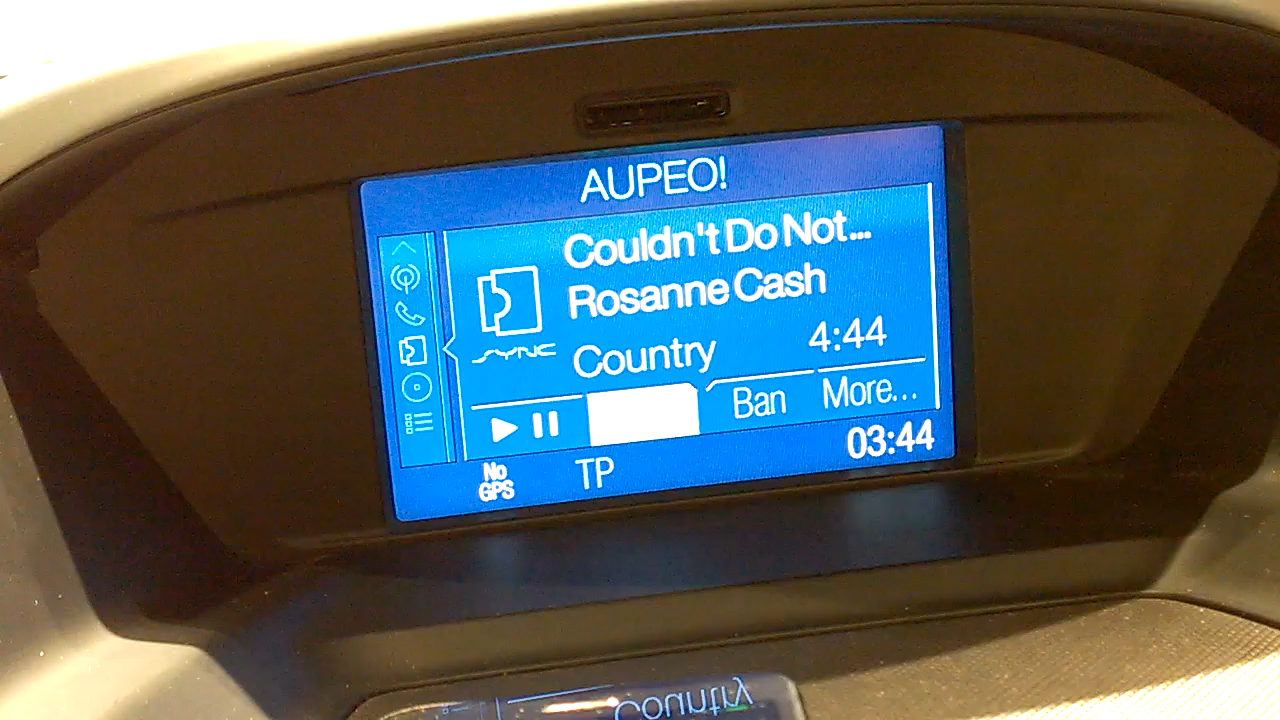 AUPEO!
Couldn't Do Not...
Rosanne Cash
SYNC
Country 4:44
Ban More...
No GPS TP 03:44
Country